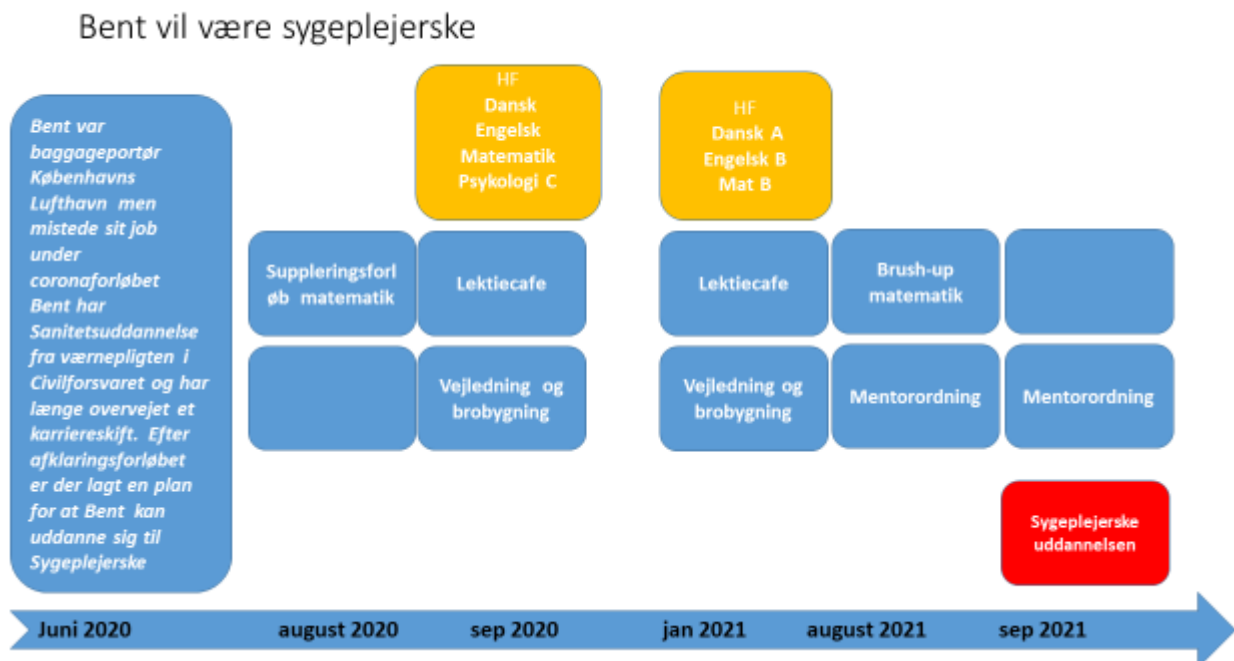 Bent vil være sygeplejerske
Bent var
baggageportør
Københavns
Lufthavn men
mistede sit job
under
coronaforløbet
Bent har
Sanitetsuddannelse
fra værnepligten i
Civilforsvaret og har
længe overvejet et
karriereskift. Efter
afklaringsforløbet
er der lagt en plan
for at Bent kan
uddanne sig til
Sygeplejerske
HF
Dansk
Engelsk
Matematik
Psykologi C
HF
Dansk A
Engelsk B
Mat B
Suppleringsforl
øb matematik
Lektiecafe
Lektiecafe
Brush-up
matematik
Vejledning og
brobygning
Vejledning og
brobygning
Mentorordning
Mentorordning
Sygeplejerske
uddannelsen
Juni 2020
august 2020
sep 2020
jan 2021
august 2021
sep 2021